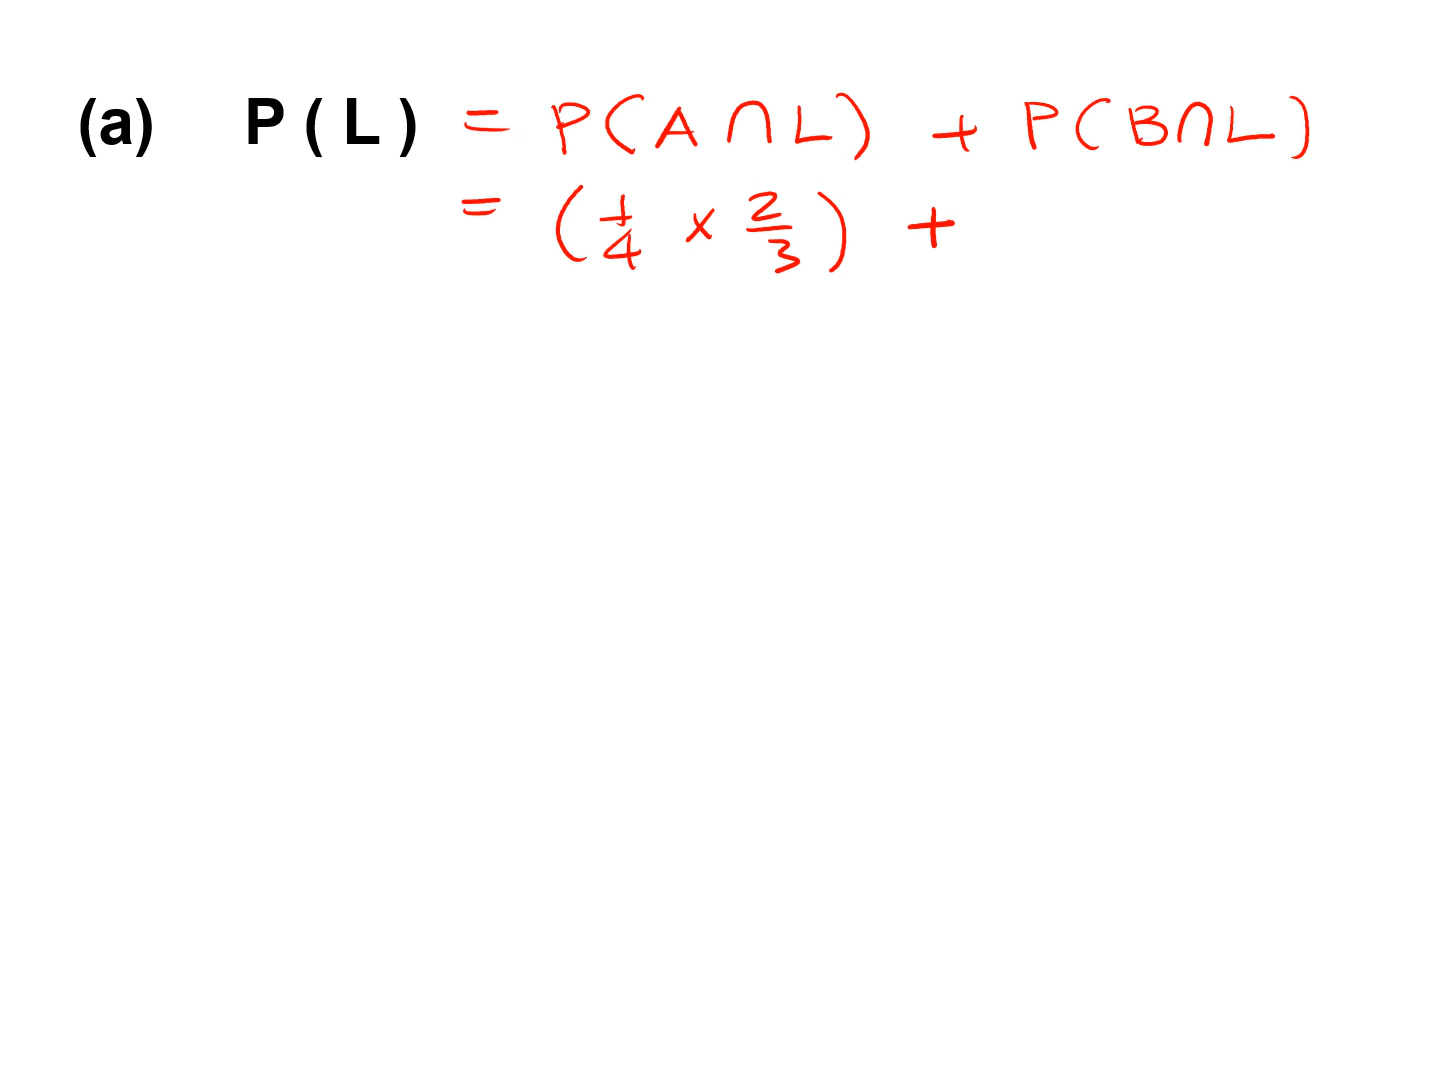 (a) P ( L ) = P(A ∩ L) + P(B ∩ L)
= (1/4 × 2/3) +